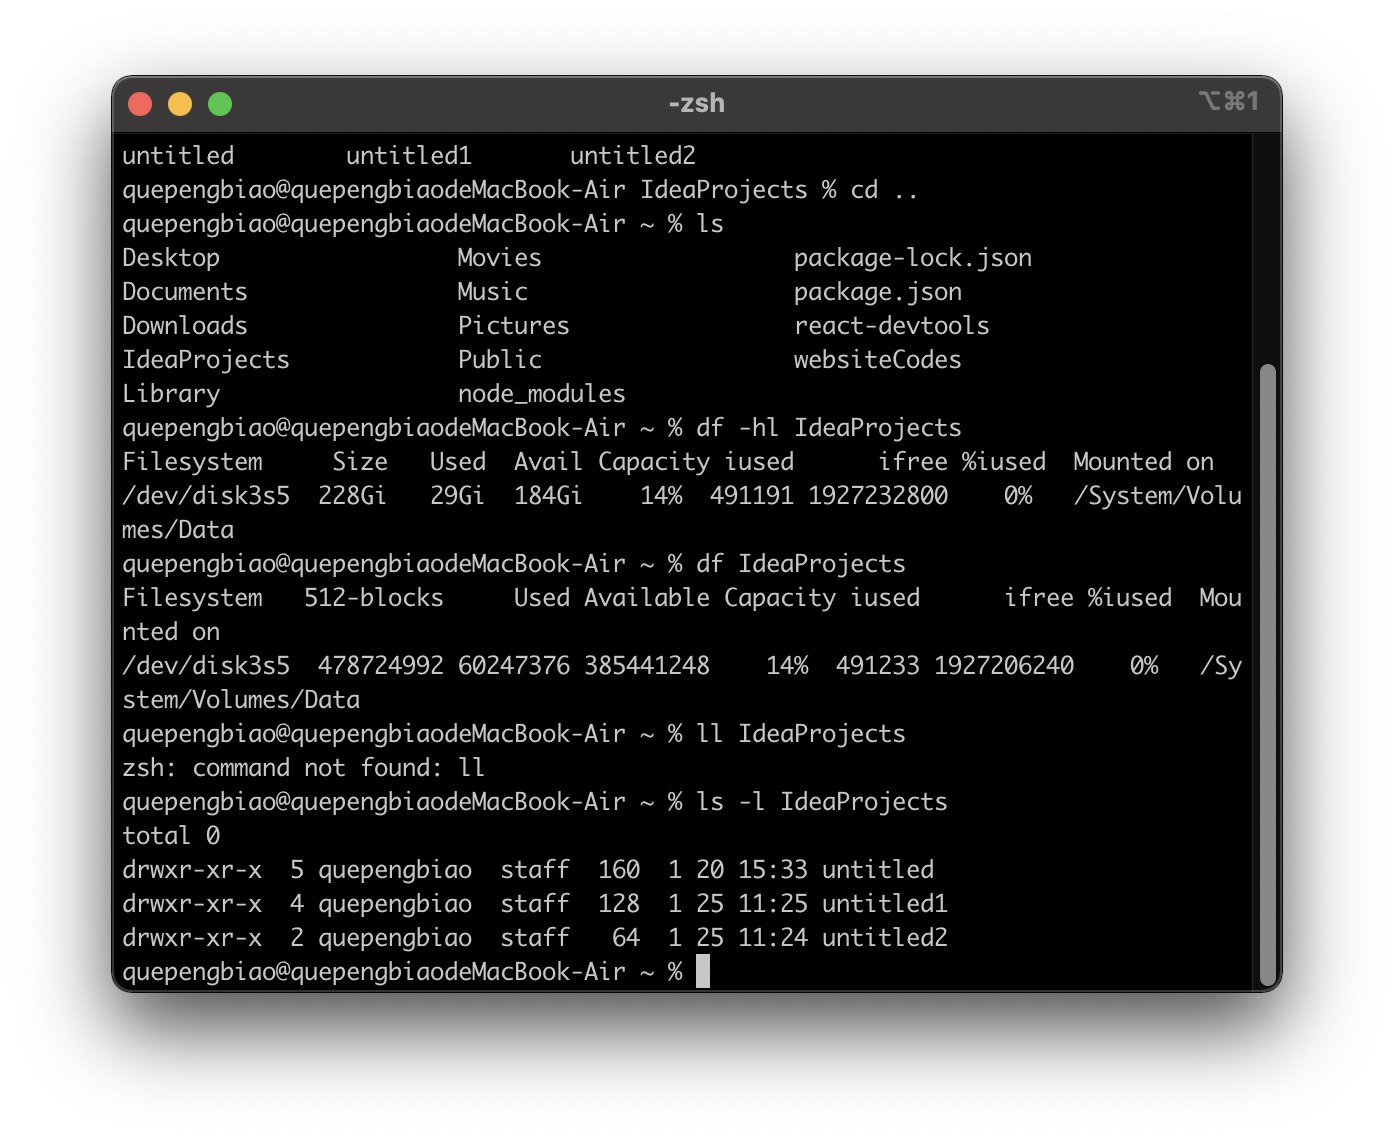 -zsh ⌥⌘1
untitled        untitled1       untitled2
quepengbiao@quepengbiaodeMacBook-Air IdeaProjects % cd ..
quepengbiao@quepengbiaodeMacBook-Air ~ % ls
Desktop                 Movies                  package-lock.json
Documents               Music                   package.json
Downloads               Pictures                react-devtools
IdeaProjects            Public                  websiteCodes
Library                 node_modules
quepengbiao@quepengbiaodeMacBook-Air ~ % df -hl IdeaProjects
Filesystem     Size   Used  Avail Capacity iused      ifree %iused  Mounted on
/dev/disk3s5  228Gi   29Gi  184Gi    14%  491191 1927232800    0%   /System/Volu
mes/Data
quepengbiao@quepengbiaodeMacBook-Air ~ % df IdeaProjects
Filesystem   512-blocks     Used Available Capacity iused      ifree %iused  Mou
nted on
/dev/disk3s5  478724992 60247376 385441248    14%  491233 1927206240    0%   /Sy
stem/Volumes/Data
quepengbiao@quepengbiaodeMacBook-Air ~ % ll IdeaProjects
zsh: command not found: ll
quepengbiao@quepengbiaodeMacBook-Air ~ % ls -l IdeaProjects
total 0
drwxr-xr-x  5 quepengbiao  staff  160  1 20 15:33 untitled
drwxr-xr-x  4 quepengbiao  staff  128  1 25 11:25 untitled1
drwxr-xr-x  2 quepengbiao  staff   64  1 25 11:24 untitled2
quepengbiao@quepengbiaodeMacBook-Air ~ %